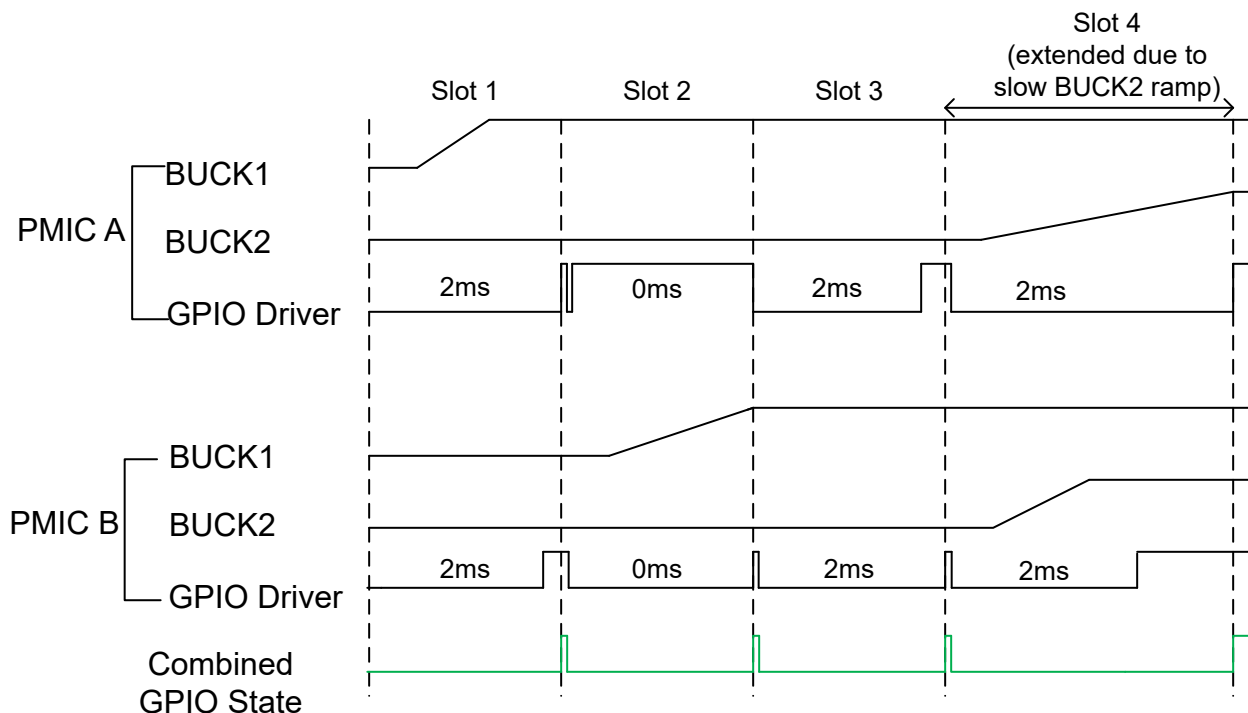 Slot 4
(extended due to
slow BUCK2 ramp)
Slot 1
Slot 2
Slot 3
BUCK1
PMIC A
BUCK2
2ms
0ms
2ms
2ms
GPIO Driver
BUCK1
PMIC B
BUCK2
2ms
0ms
2ms
2ms
GPIO Driver
Combined
GPIO State